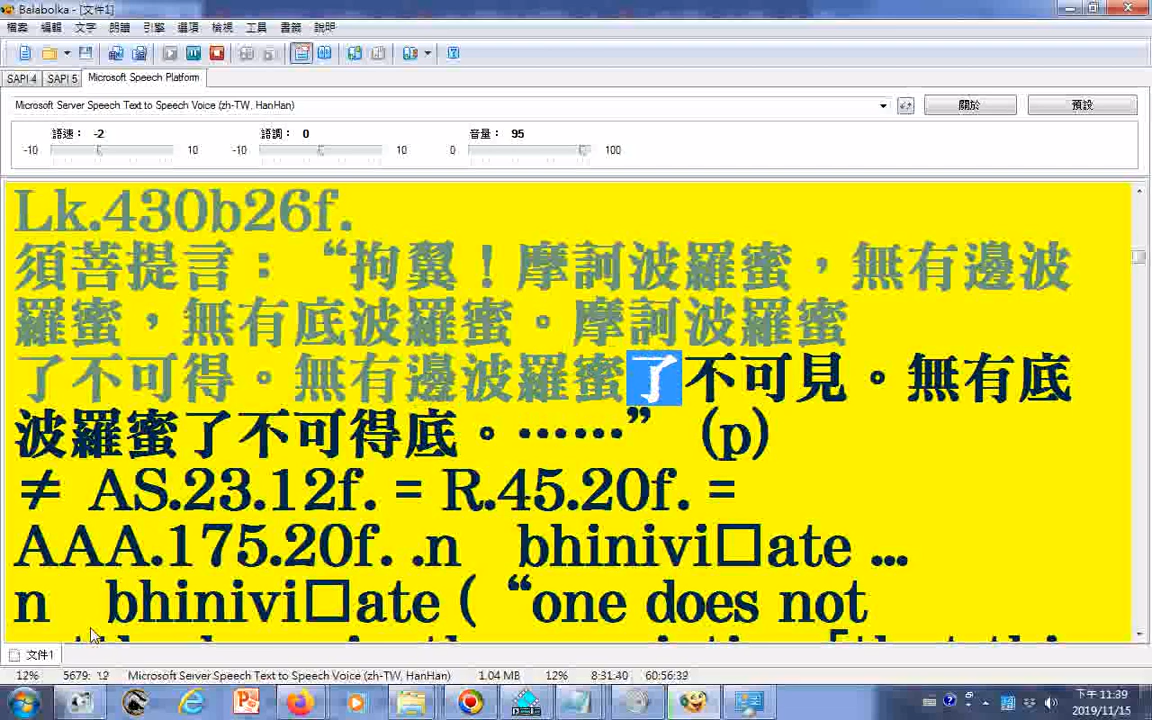 Balabolka - [文件1]
檔案 編輯 文字 朗讀 引擎 選項 檢視 工具 書籤 說明
SAPI 4 SAPI 5 Microsoft Speech Platform
Microsoft Server Speech Text to Speech Voice (zh-TW, HanHan) 關於 預設
語速： -2 語調： 0 音量： 95
-10 10 -10 10 0 100
Lk.430b26f.
須菩提言：“拘翼！摩訶波羅蜜，無有邊波
羅蜜，無有底波羅蜜。摩訶波羅蜜
了不可得。無有邊波羅蜜了不可見。無有底
波羅蜜了不可得底。……” (p)
≠ AS.23.12f. = R.45.20f. =
AAA.175.20f. .n bhinivi□ate ...
n bhinivi□ate (“one does not
文件1
12% 5679: Microsoft Server Speech Text to Speech Voice (zh-TW, HanHan) 1.04 MB 12% 8:31:40 60:56:39
下午 11:39
2019/11/15